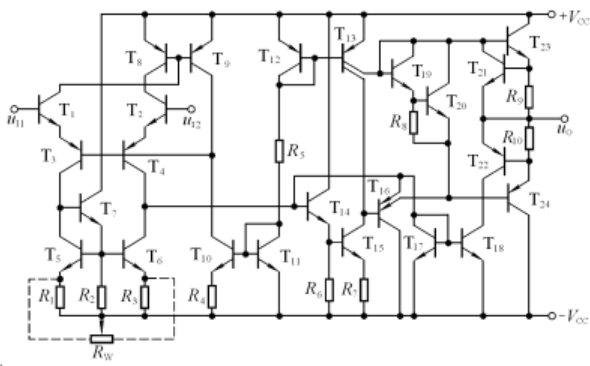 +V_CC
T_13
T_23
T_8
T_9
T_12
T_19
T_21
R_9
T_1
T_2
T_20
u_I1
u_I2
R_8
u_O
R_10
T_3
T_4
R_5
T_22
T_16
T_7
T_14
T_24
T_5
T_6
T_10
T_11
T_15
T_17
T_18
R_1
R_2
R_3
R_4
R_6
R_7
-V_CC
R_W